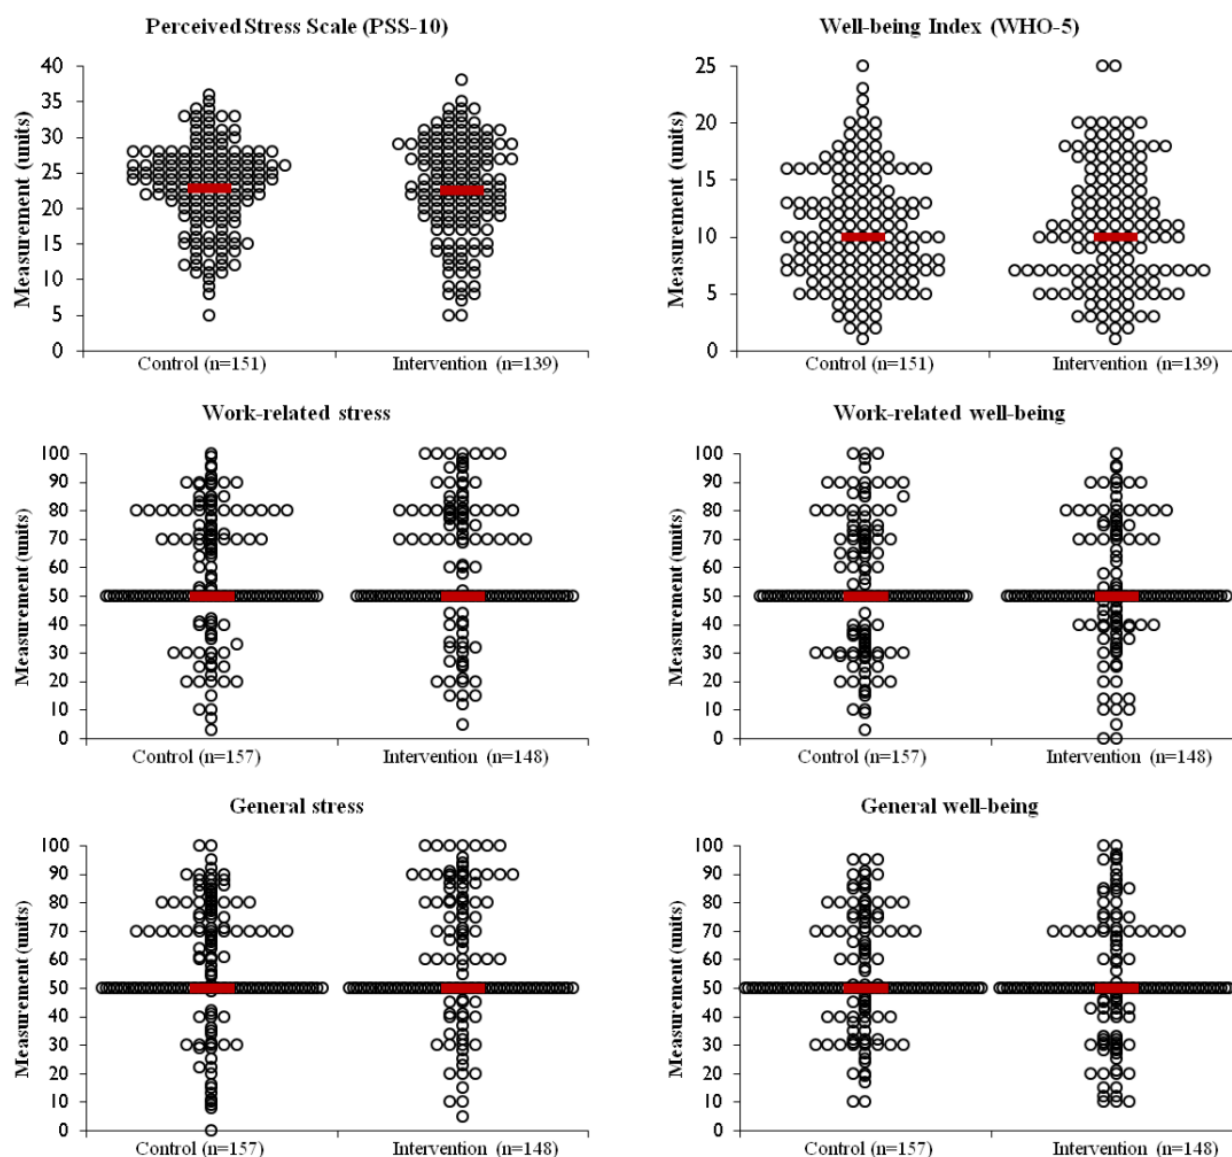 Perceived Stress Scale (PSS-10)
Measurement (units)
40
35
30
25
20
15
10
5
0
Control (n=151)
Intervention (n=139)
Well-being Index (WHO-5)
Measurement (units)
25
20
15
10
5
0
Control (n=151)
Intervention (n=139)
Work-related stress
Measurement (units)
100
90
80
70
60
50
40
30
20
10
0
Control (n=157)
Intervention (n=148)
Work-related well-being
Measurement (units)
100
90
80
70
60
50
40
30
20
10
0
Control (n=157)
Intervention (n=148)
General stress
Measurement (units)
100
90
80
70
60
50
40
30
20
10
0
Control (n=157)
Intervention (n=148)
General well-being
Measurement (units)
100
90
80
70
60
50
40
30
20
10
0
Control (n=157)
Intervention (n=148)